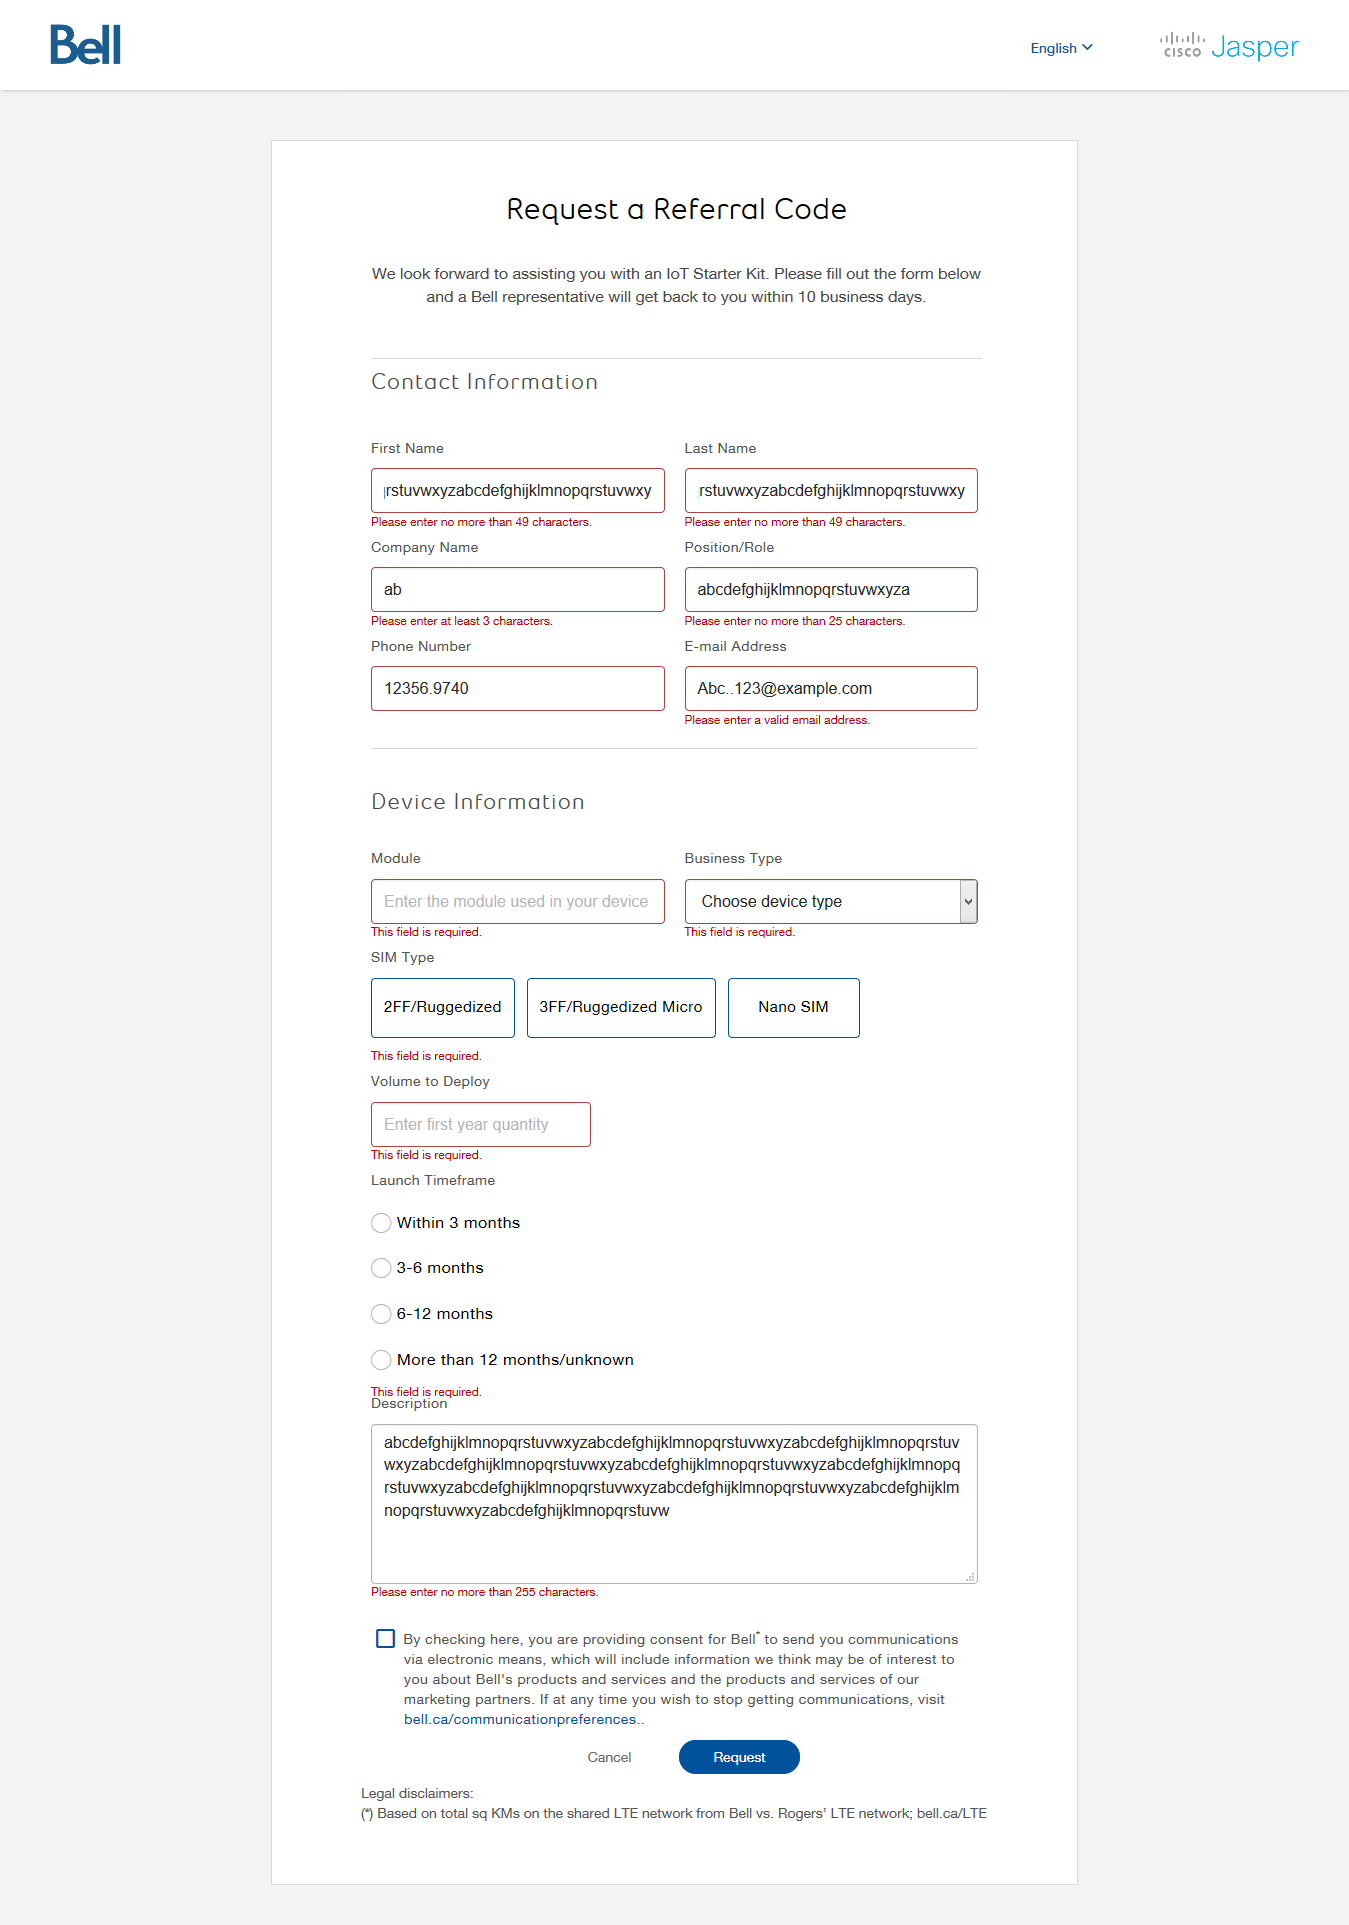 Bell
English
CISCO Jasper
Request a Referral Code
We look forward to assisting you with an IoT Starter Kit. Please fill out the form below
and a Bell representative will get back to you within 10 business days.
Contact Information
First Name
Last Name
qrstuvwxyzabcdefghijklmnopqrstuvwxy
rstuvwxyzabcdefghijklmnopqrstuvwxy
Please enter no more than 49 characters.
Please enter no more than 49 characters.
Company Name
Position/Role
ab
abcdefghijklmnopqrstuvwxyza
Please enter at least 3 characters.
Please enter no more than 25 characters.
Phone Number
E-mail Address
12356.9740
Abc..123@example.com
Please enter a valid email address.
Device Information
Module
Business Type
Enter the module used in your device
Choose device type
This field is required.
This field is required.
SIM Type
2FF/Ruggedized
3FF/Ruggedized Micro
Nano SIM
This field is required.
Volume to Deploy
Enter first year quantity
This field is required.
Launch Timeframe
Within 3 months
3-6 months
6-12 months
More than 12 months/unknown
This field is required.
Description
abcdefghijklmnopqrstuvwxyzabcdefghijklmnopqrstuvwxyzabcdefghijklmnopqrstuv
wxyzabcdefghijklmnopqrstuvwxyzabcdefghijklmnopqrstuvwxyzabcdefghijklmnopq
rstuvwxyzabcdefghijklmnopqrstuvwxyzabcdefghijklmnopqrstuvwxyzabcdefghijklm
nopqrstuvwxyzabcdefghijklmnopqrstuvw
Please enter no more than 255 characters.
By checking here, you are providing consent for Bell* to send you communications
via electronic means, which will include information we think may be of interest to
you about Bell's products and services and the products and services of our
marketing partners. If at any time you wish to stop getting communications, visit
bell.ca/communicationpreferences..
Cancel
Request
Legal disclaimers:
(*) Based on total sq KMs on the shared LTE network from Bell vs. Rogers’ LTE network; bell.ca/LTE